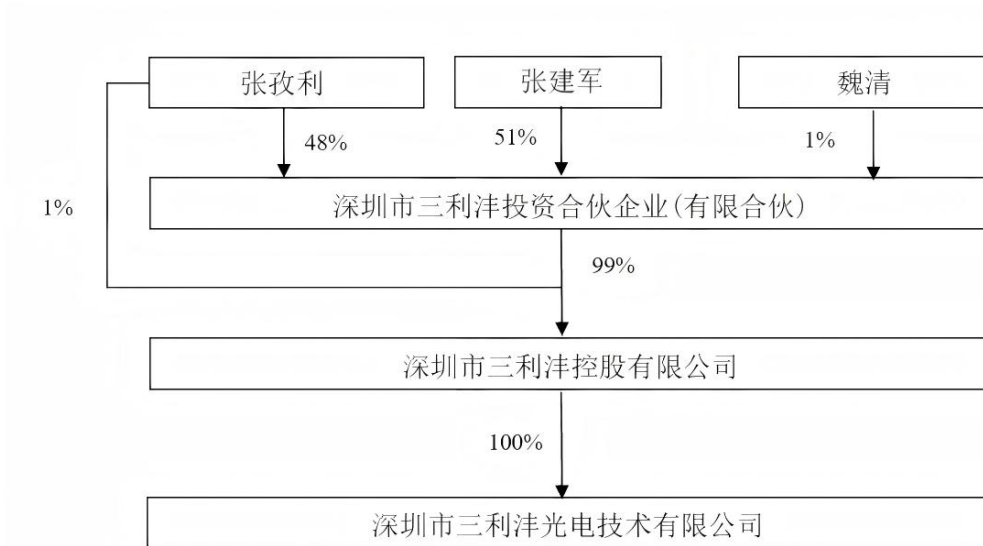 张孜利
张建军
魏清
48%
51%
1%
1%
深圳市三利沣投资合伙企业(有限合伙)
99%
深圳市三利沣控股有限公司
100%
深圳市三利沣光电技术有限公司